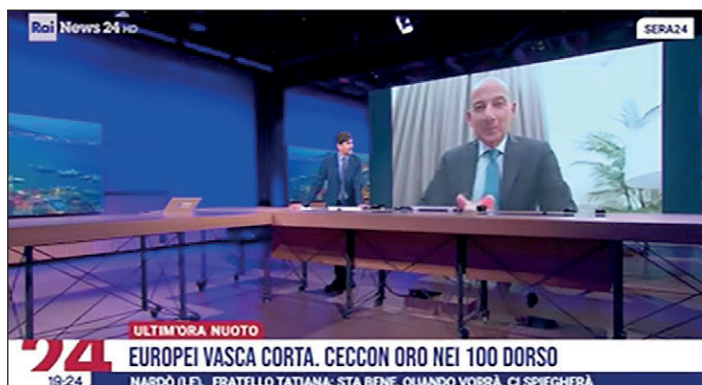 Rai News 24 HD
SERA24
ULTIM'ORA NUOTO
24 EUROPEI VASCA CORTA. CECCON ORO NEI 100 DORSO
19:24 NARDÒ (LE), FRATELLO TATIANA: STA BENE, QUANDO VORRÀ, CI SPIEGHERÀ